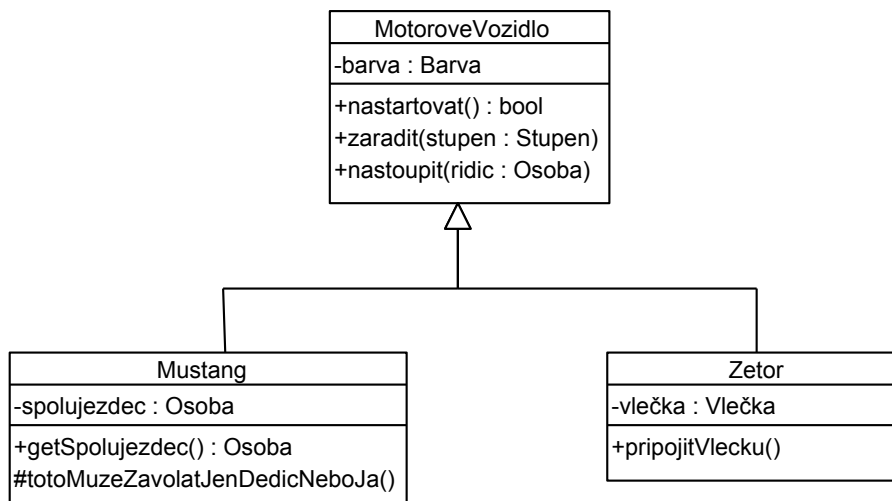 MotoroveVozidlo
-barva : Barva
+nastartovat() : bool
+zaradit(stupen : Stupen)
+nastoupit(ridic : Osoba)
Mustang
-spolujezdec : Osoba
+getSpolujezdec() : Osoba
#totoMuzeZavolatJenDedicNeboJa()
Zetor
-vlečka : Vlečka
+pripojitVlecku()